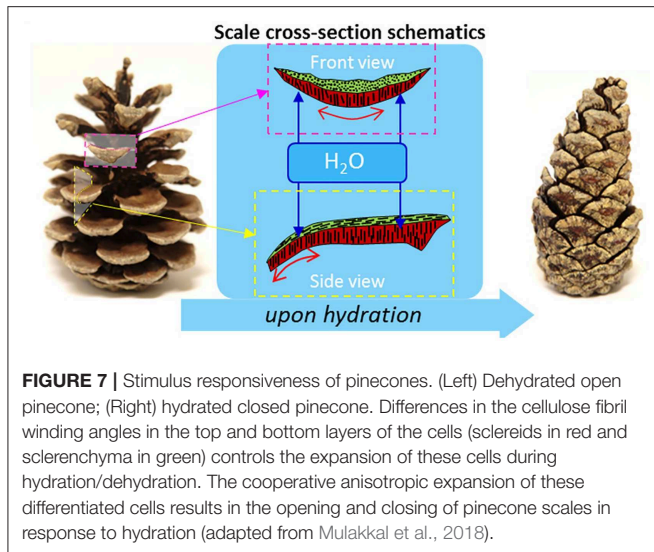 Scale cross-section schematics
Front view
H₂O
Side view
upon hydration
FIGURE 7 | Stimulus responsiveness of pinecones. (Left) Dehydrated open
pinecone; (Right) hydrated closed pinecone. Differences in the cellulose fibril
winding angles in the top and bottom layers of the cells (sclereids in red and
sclerenchyma in green) controls the expansion of these cells during
hydration/dehydration. The cooperative anisotropic expansion of these
differentiated cells results in the opening and closing of pinecone scales in
response to hydration (adapted from Mulakkal et al., 2018).